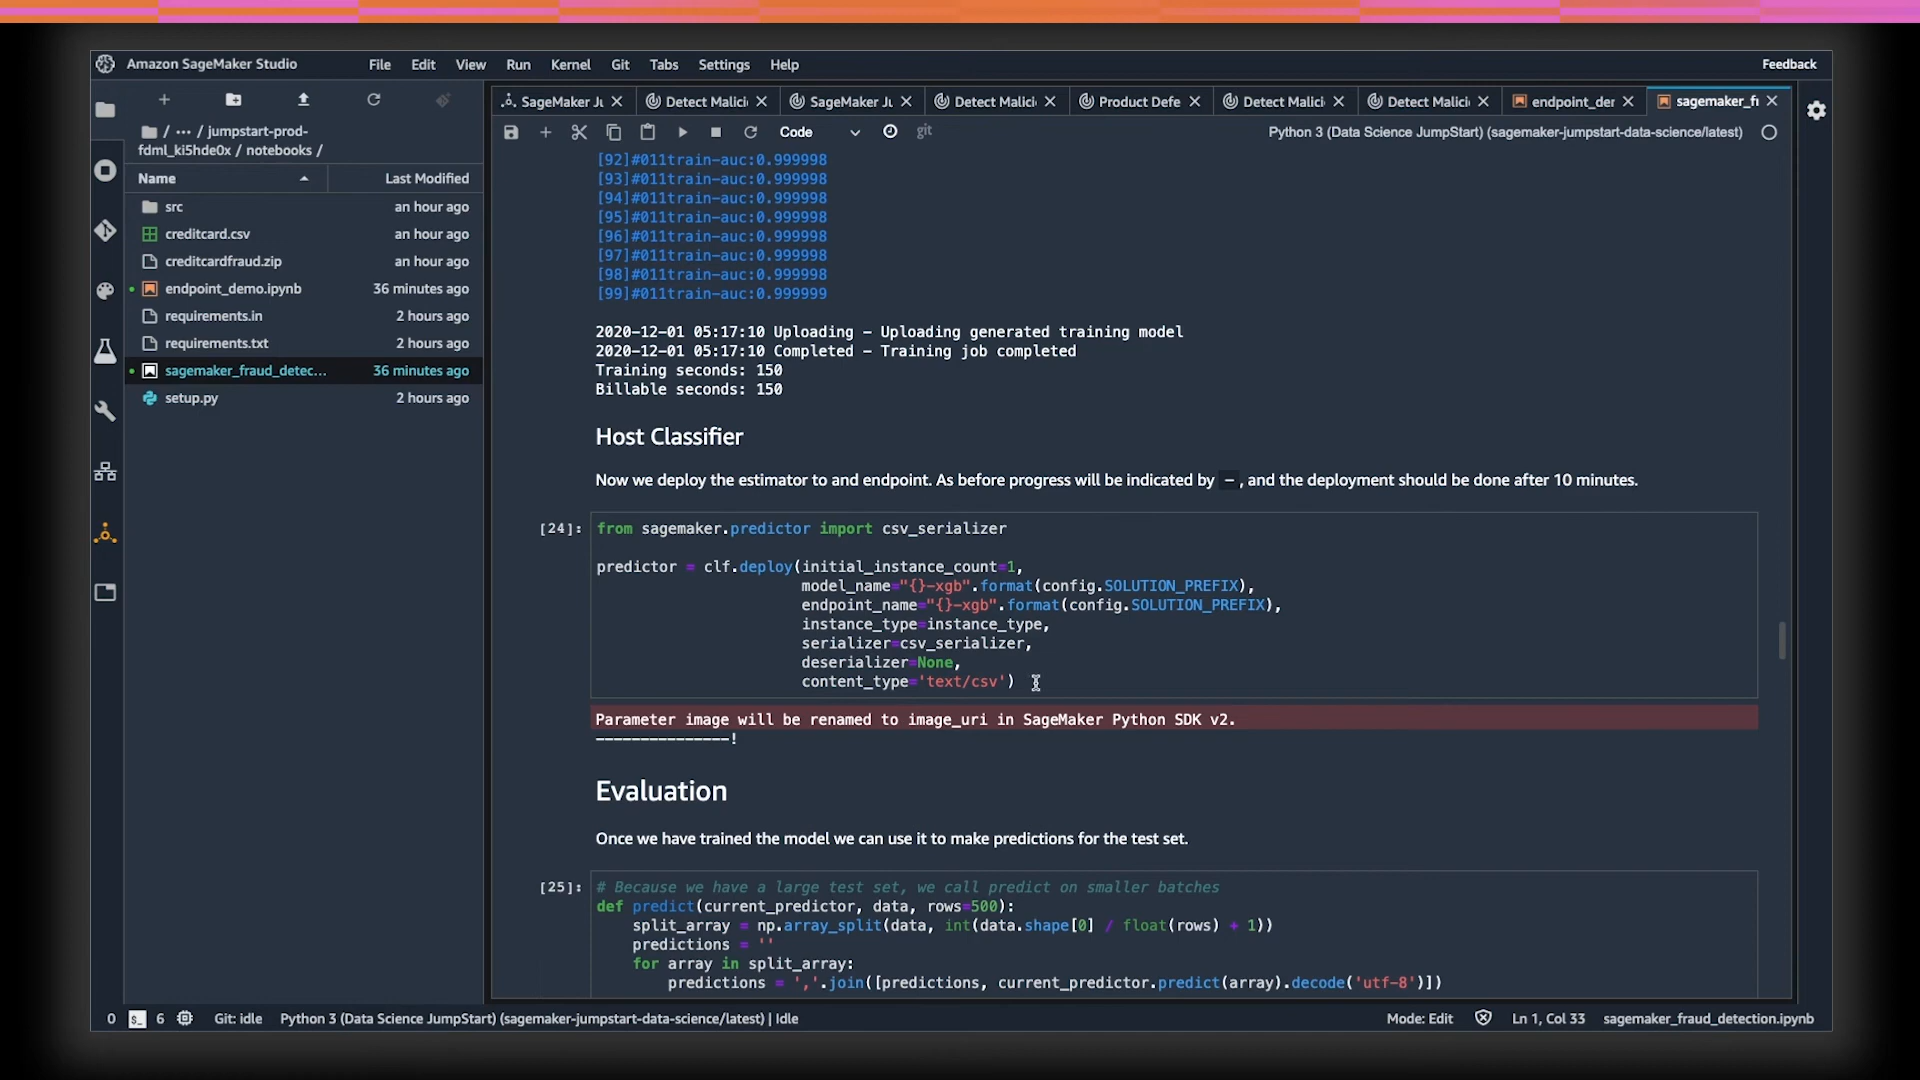 Amazon SageMaker Studio File Edit View Run Kernel Git Tabs Settings Help Feedback
SageMaker Ju Detect Malici SageMaker Ju Detect Malici Product Defe Detect Malici Detect Malici endpoint_der sagemaker_fr
/ ··· / jumpstart-prod-
fdml_ki5hde0x / notebooks /
Code git Python 3 (Data Science JumpStart) (sagemaker-jumpstart-data-science/latest)
Name Last Modified
src an hour ago
creditcard.csv an hour ago
creditcardfraud.zip an hour ago
endpoint_demo.ipynb 36 minutes ago
requirements.in 2 hours ago
requirements.txt 2 hours ago
sagemaker_fraud_detec... 36 minutes ago
setup.py 2 hours ago
[92]#011train-auc:0.999998
[93]#011train-auc:0.999998
[94]#011train-auc:0.999998
[95]#011train-auc:0.999998
[96]#011train-auc:0.999998
[97]#011train-auc:0.999998
[98]#011train-auc:0.999998
[99]#011train-auc:0.999999
2020-12-01 05:17:10 Uploading - Uploading generated training model
2020-12-01 05:17:10 Completed - Training job completed
Training seconds: 150
Billable seconds: 150
Host Classifier
Now we deploy the estimator to and endpoint. As before progress will be indicated by - , and the deployment should be done after 10 minutes.
[24]: from sagemaker.predictor import csv_serializer
predictor = clf.deploy(initial_instance_count=1,
model_name="{}-xgb".format(config.SOLUTION_PREFIX),
endpoint_name="{}-xgb".format(config.SOLUTION_PREFIX),
instance_type=instance_type,
serializer=csv_serializer,
deserializer=None,
content_type='text/csv')
Parameter image will be renamed to image_uri in SageMaker Python SDK v2.
---------------!
Evaluation
Once we have trained the model we can use it to make predictions for the test set.
[25]: # Because we have a large test set, we call predict on smaller batches
def predict(current_predictor, data, rows=500):
split_array = np.array_split(data, int(data.shape[0] / float(rows) + 1))
predictions = ''
for array in split_array:
predictions = ','.join([predictions, current_predictor.predict(array).decode('utf-8')])
0 $_ 6 Git: idle Python 3 (Data Science JumpStart) (sagemaker-jumpstart-data-science/latest) | Idle Mode: Edit Ln 1, Col 33 sagemaker_fraud_detection.ipynb